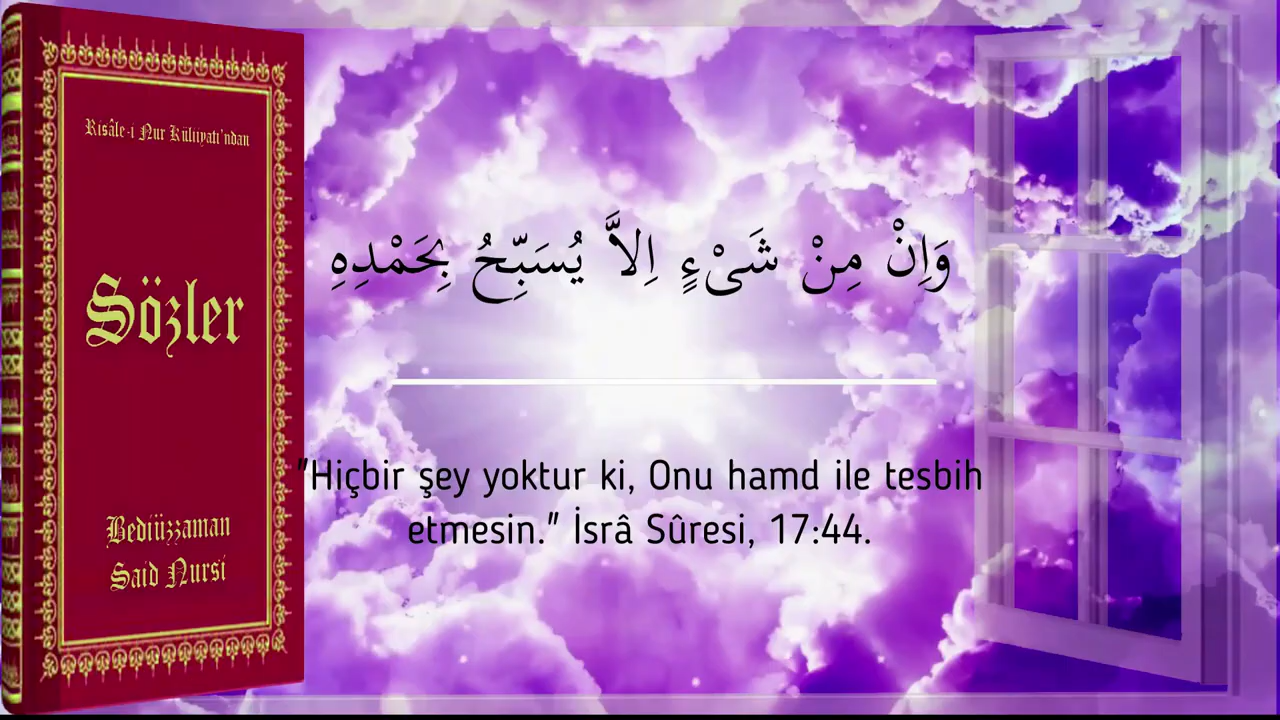 Risâle-i Nur Külliyatı'ndan
Sözler
Bediüzzaman
Said Nursi
وَاِنْ مِنْ شَىْءٍ اِلاَّ يُسَبِّحُ بِحَمْدِهِ
"Hiçbir şey yoktur ki, Onu hamd ile tesbih
etmesin." İsrâ Sûresi, 17:44.